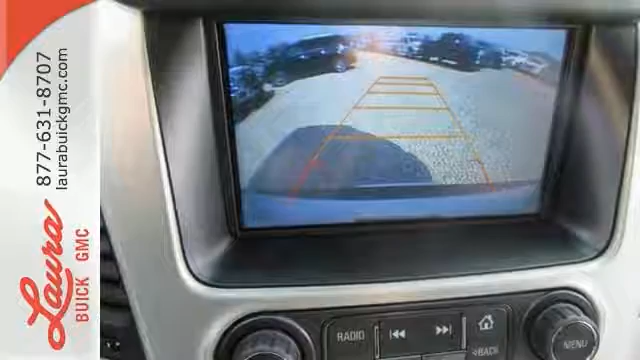 877-631-8707
laurabuickgmc.com
Laura
BUICK GMC
RADIO
BACK
MENU